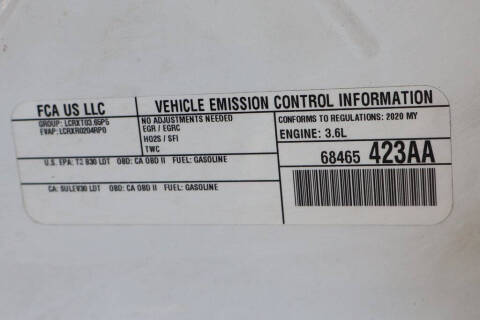 FCA US LLC
GROUP: LCRXT03.65P5
EVAP: LCRXR0204RP0
VEHICLE EMISSION CONTROL INFORMATION
NO ADJUSTMENTS NEEDED
EGR / EGRC
HO2S / SFI
TWC
CONFORMS TO REGULATIONS: 2020 MY
ENGINE: 3.6L
68465 423AA
U.S. EPA: T3 B30 LDT OBD: CA OBD II FUEL: GASOLINE
CA: SULEV30 LDT OBD: CA OBD II FUEL: GASOLINE